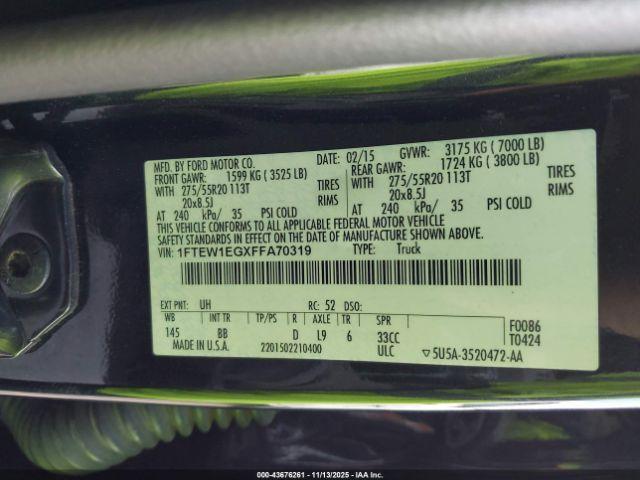 MFD. BY FORD MOTOR CO. DATE: 02/15 GVWR: 3175 KG ( 7000 LB)
FRONT GAWR: 1599 KG ( 3525 LB) REAR GAWR: 1724 KG ( 3800 LB)
WITH 275/55R20 113T TIRES WITH 275/55R20 113T TIRES
20x8.5J RIMS 20x8.5J RIMS
AT 240 kPa/ 35 PSI COLD AT 240 kPa/ 35 PSI COLD
THIS VEHICLE CONFORMS TO ALL APPLICABLE FEDERAL MOTOR VEHICLE
SAFETY STANDARDS IN EFFECT ON THE DATE OF MANUFACTURE SHOWN ABOVE.
VIN: 1FTEW1EGXFFA70319 TYPE: Truck
EXT PNT: UH RC: 52 DSO:
WB INT TR TP/PS R AXLE TR SPR F0086
145 BB D L9 6 33CC T0424
MADE IN U.S.A. 2201502210400 ULC ▽5U5A-3520472-AA
000-43676261 - 11/13/2025 - IAA Inc.